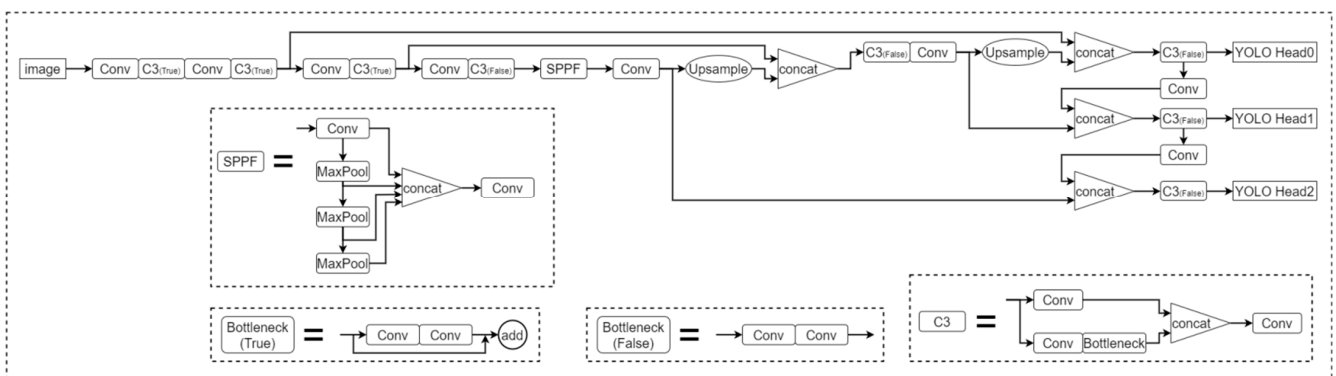 image
Conv C3(True) Conv C3(True)
Conv C3(True)
Conv C3(False)
SPPF
Conv
Upsample
concat
C3(False) Conv
Upsample
concat
C3(False)
YOLO Head0
Conv
concat
C3(False)
YOLO Head1
Conv
concat
C3(False)
YOLO Head2
SPPF
=
Conv
MaxPool
MaxPool
MaxPool
concat
Conv
Bottleneck
(True)
=
Conv Conv
add
Bottleneck
(False)
=
Conv Conv
C3
=
Conv
Conv Bottleneck
concat
Conv